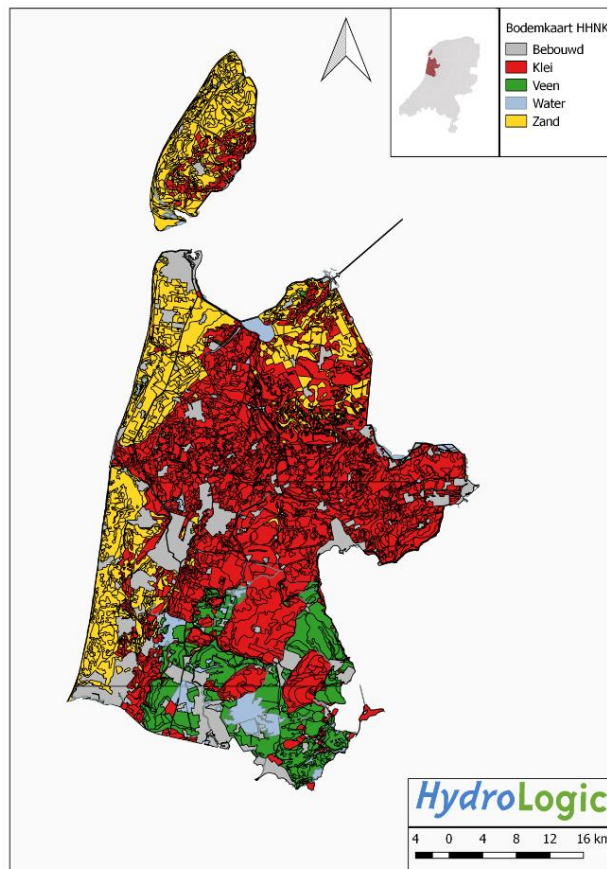 Bodemkaart HHNK
Bebouwd
Klei
Veen
Water
Zand
HydroLogic
4 0 4 8 12 16 km